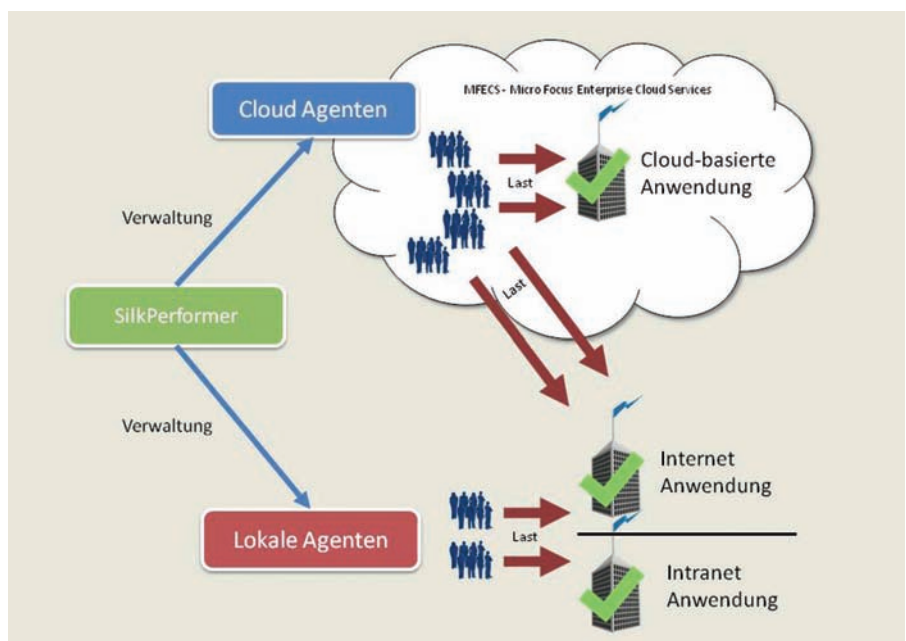 MFECS - Micro Focus Enterprise Cloud Services
Cloud Agenten
Last
Cloud-basierte
Anwendung
Verwaltung
Last
SilkPerformer
Verwaltung
Internet
Anwendung
Lokale Agenten
Last
Intranet
Anwendung